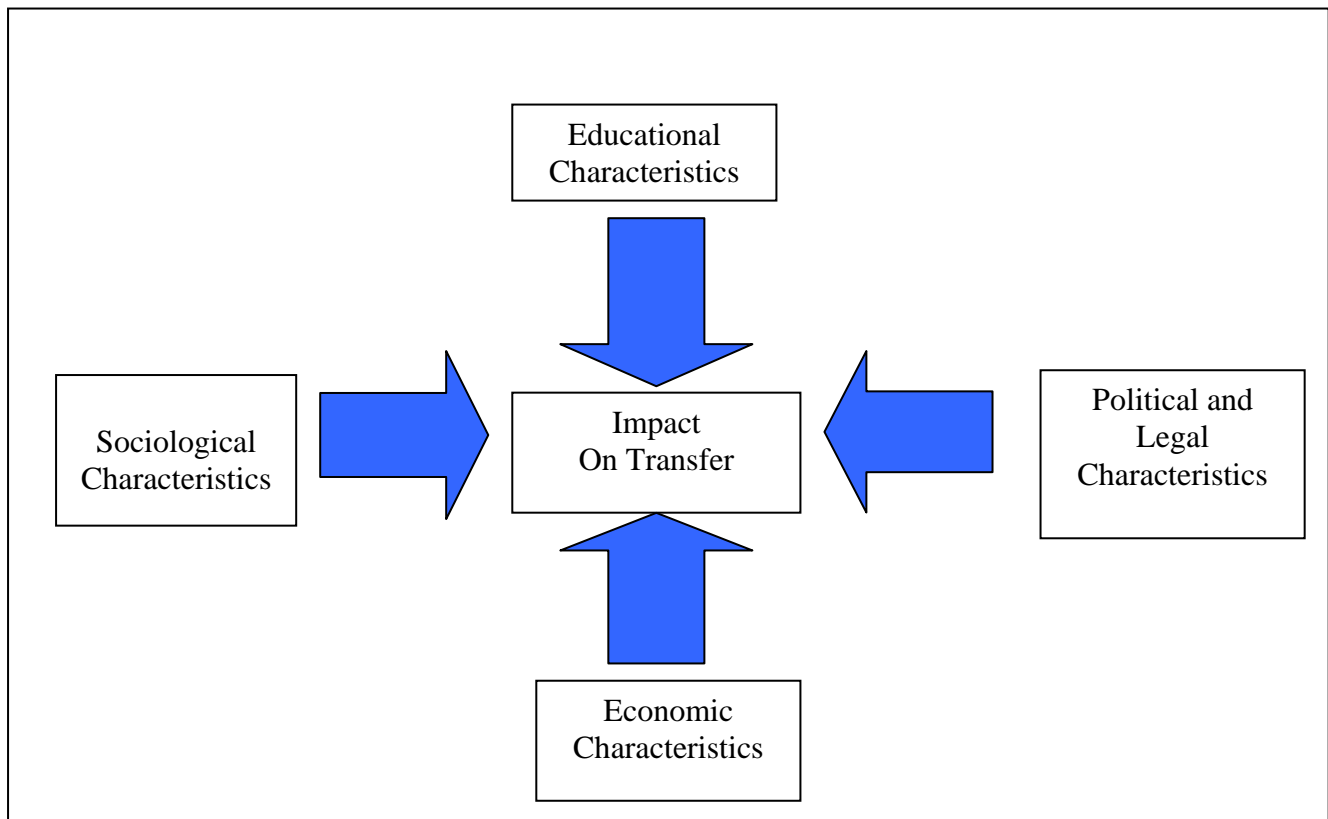 Educational
Characteristics
Sociological
Characteristics
Impact
On Transfer
Political and
Legal
Characteristics
Economic
Characteristics